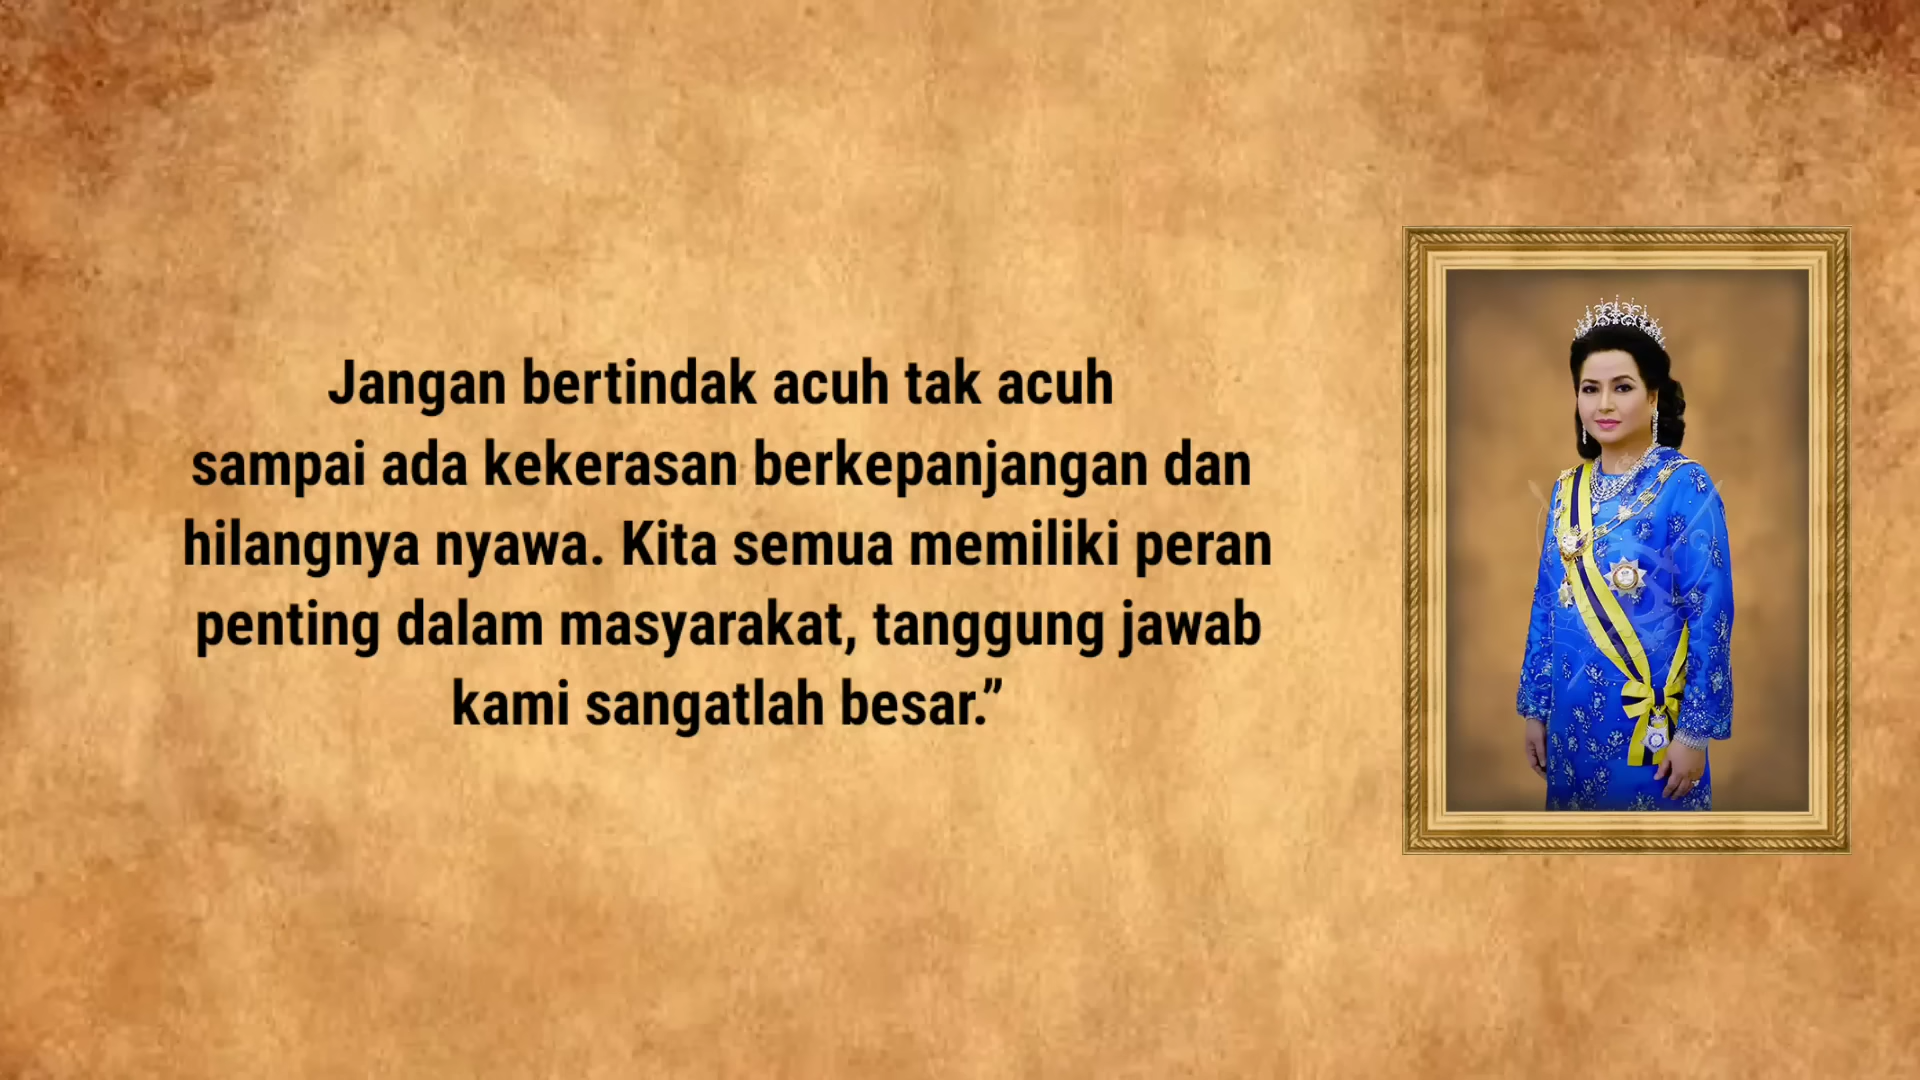 Jangan bertindak acuh tak acuh
sampai ada kekerasan berkepanjangan dan
hilangnya nyawa. Kita semua memiliki peran
penting dalam masyarakat, tanggung jawab
kami sangatlah besar.”